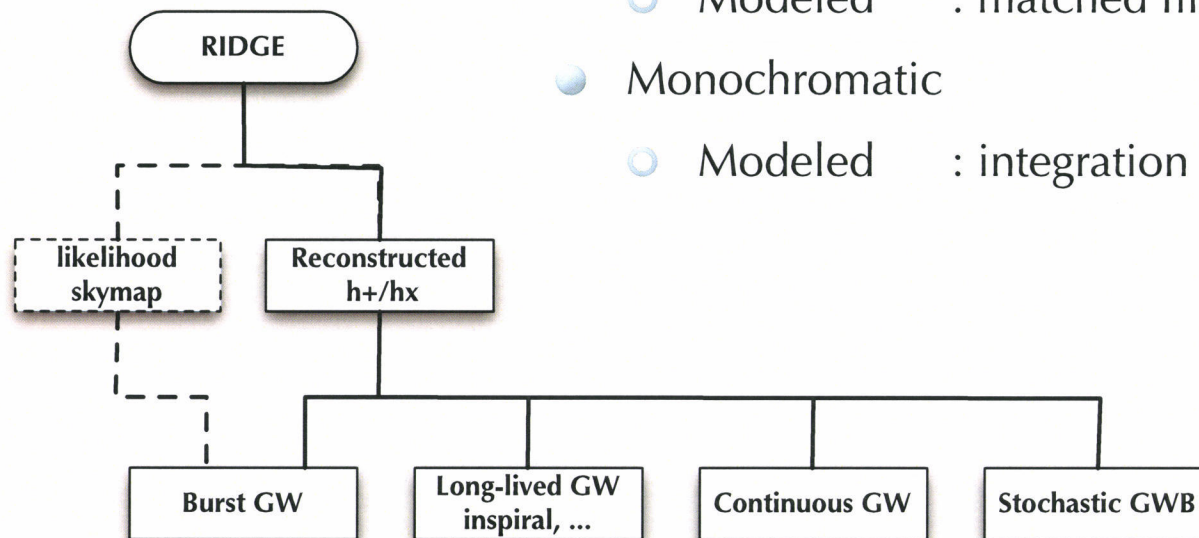 Modeled : matched
Monochromatic
Modeled : integration
RIDGE
likelihood
skymap
Reconstructed
h+/hx
Burst GW
Long-lived GW
inspiral, ...
Continuous GW
Stochastic GWB